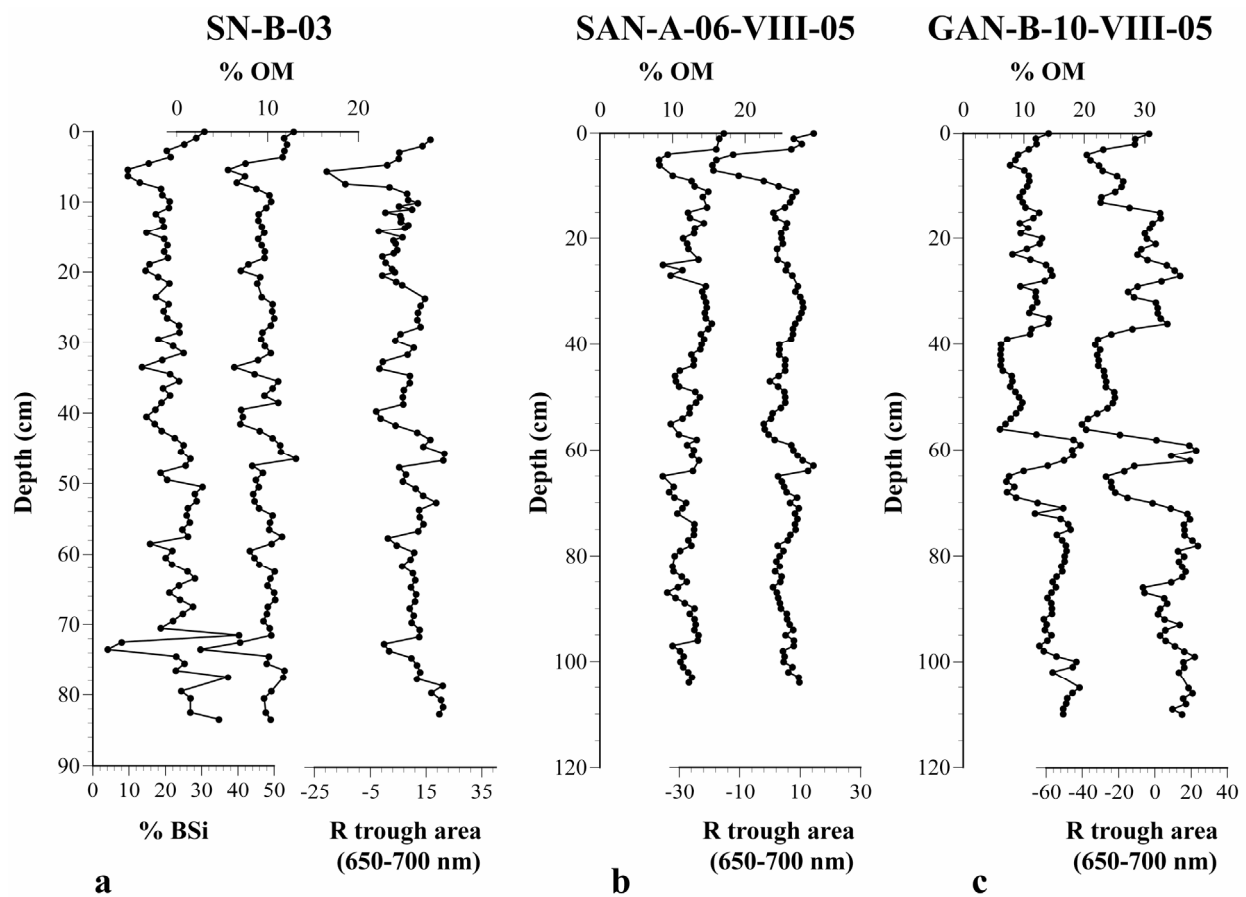 SN-B-03
SAN-A-06-VIII-05
GAN-B-10-VIII-05
% OM
% OM
% OM
0 10 20
0 10 20
0 10 20 30
0
10
20
30
40
50
60
70
80
90
Depth (cm)
0
20
40
60
80
100
120
Depth (cm)
0
20
40
60
80
100
120
Depth (cm)
0 10 20 30 40 50
-25 -5 15 35
-30 -10 10 30
-60 -40 -20 0 20 40
% BSi
R trough area
(650-700 nm)
R trough area
(650-700 nm)
R trough area
(650-700 nm)
a
b
c